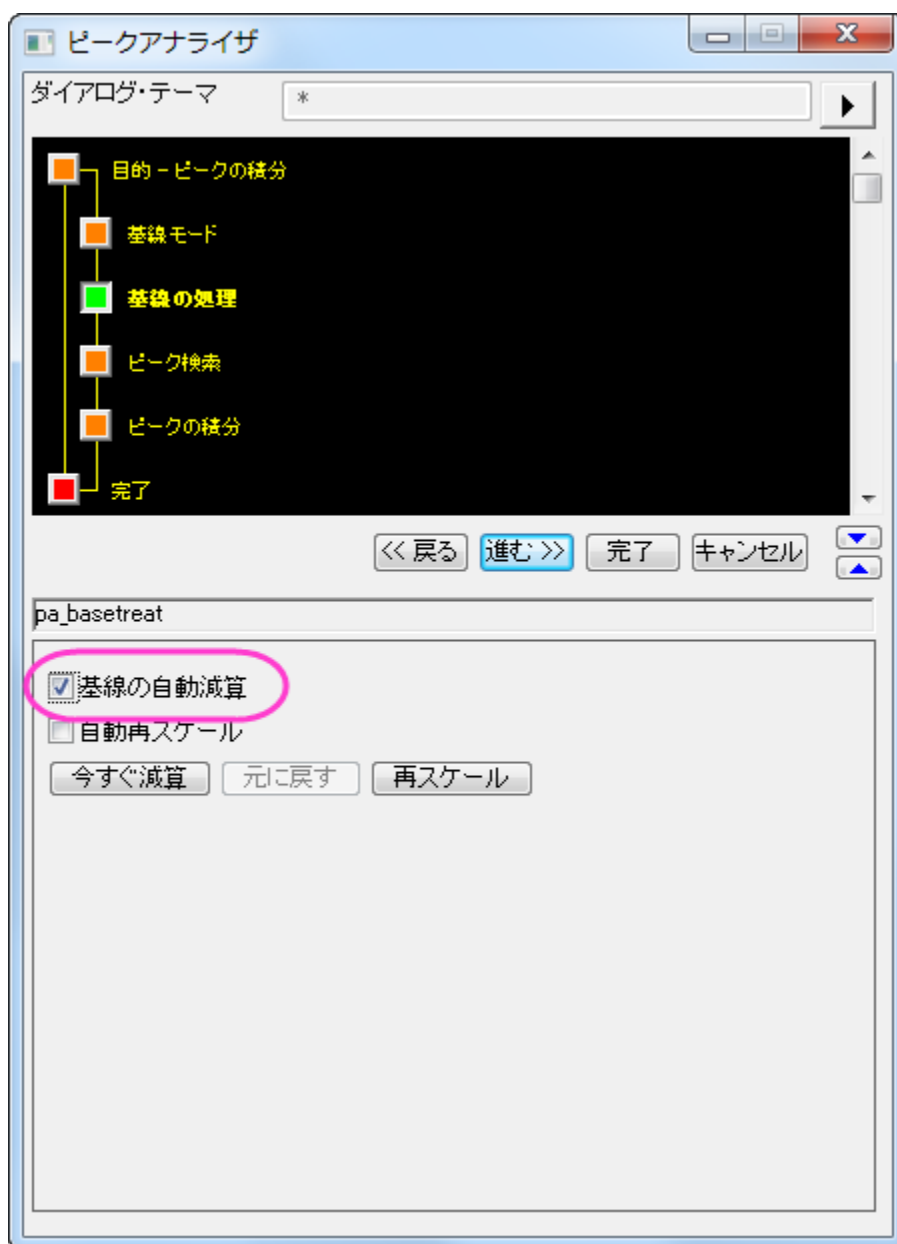 ピークアナライザ
ダイアログ・テーマ *
目的 - ピークの積分
基線モード
基線の処理
ピーク検索
ピークの積分
完了
<< 戻る 進む >> 完了 キャンセル
pa_basetreat
基線の自動減算
自動再スケール
今すぐ減算 元に戻す 再スケール